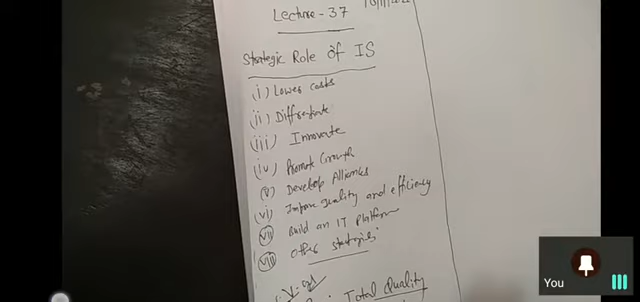 Lecture - 37
Strategic Role of IS
(i) Lower costs
(ii) Differentiate
(iii) Innovate
(iv) Promote Growth
(v) Develop Alliances
(vi) Improve quality and efficiency
(vii) Build an IT Platform
(viii) Other strategies
Total Quality
You